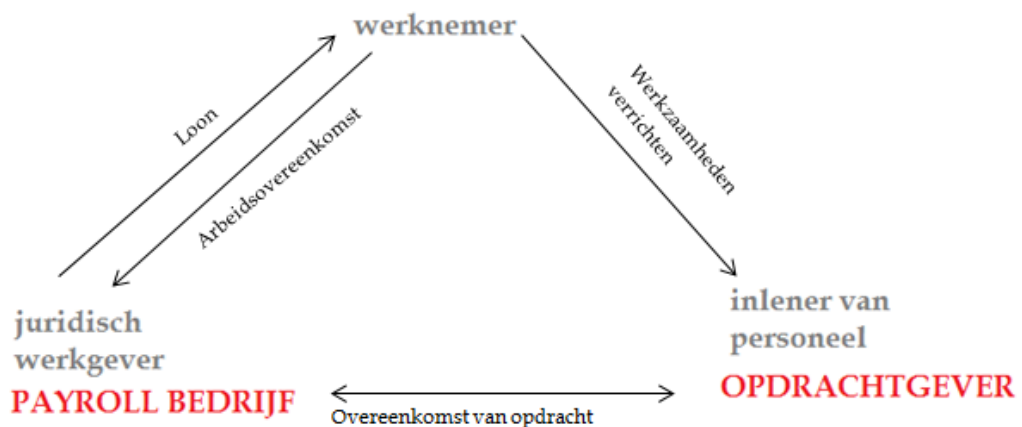 werknemer
Loon
Arbeidsovereenkomst
Werkzaamheden
verrichten
juridisch
werkgever
PAYROLL BEDRIJF
inlener van
personeel
OPDRACHTGEVER
Overeenkomst van opdracht